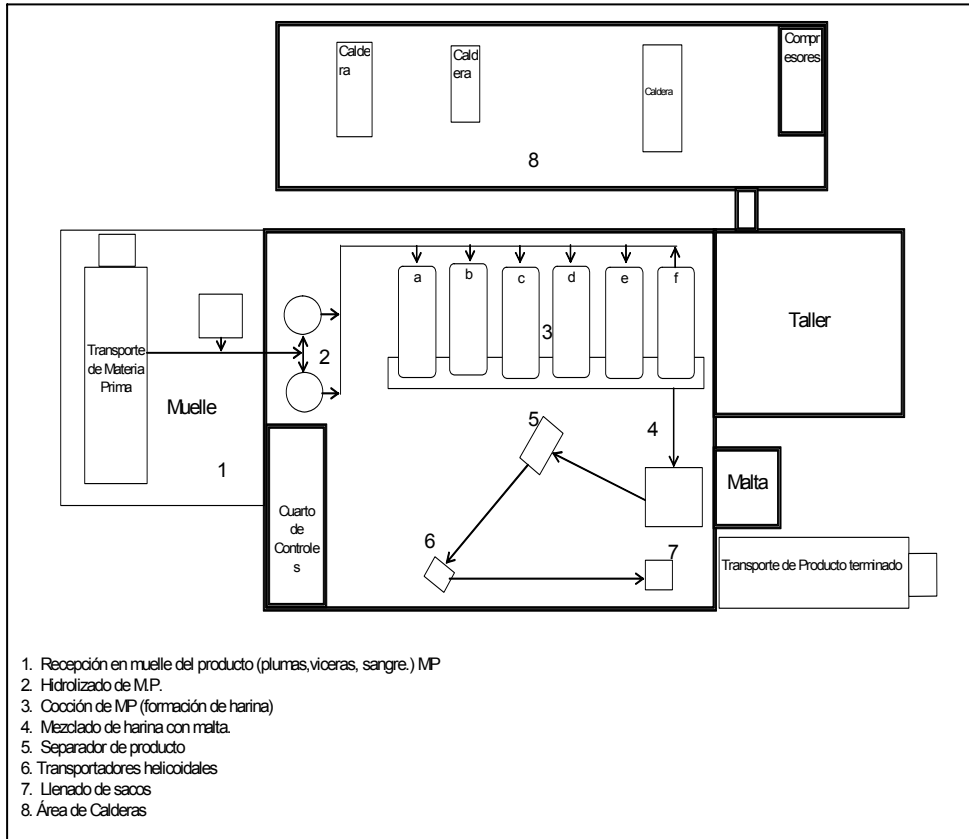 Calde
ra
Cald
era
Caldera
Compr
esores
8
a
b
c
d
e
f
3
2
Transporte
de Materia
Prima
Muelle
1
Taller
4
5
Malta
Cuarto
de
Controle
s
6
7
Transporte de Producto terminado
1. Recepción en muelle del producto (plumas,viceras, sangre.) MP
2. Hidrolizado de M.P.
3. Cocción de MP (formación de harina)
4. Mezclado de harina con malta.
5. Separador de producto
6. Transportadores helicoidales
7. Llenado de sacos
8. Área de Calderas